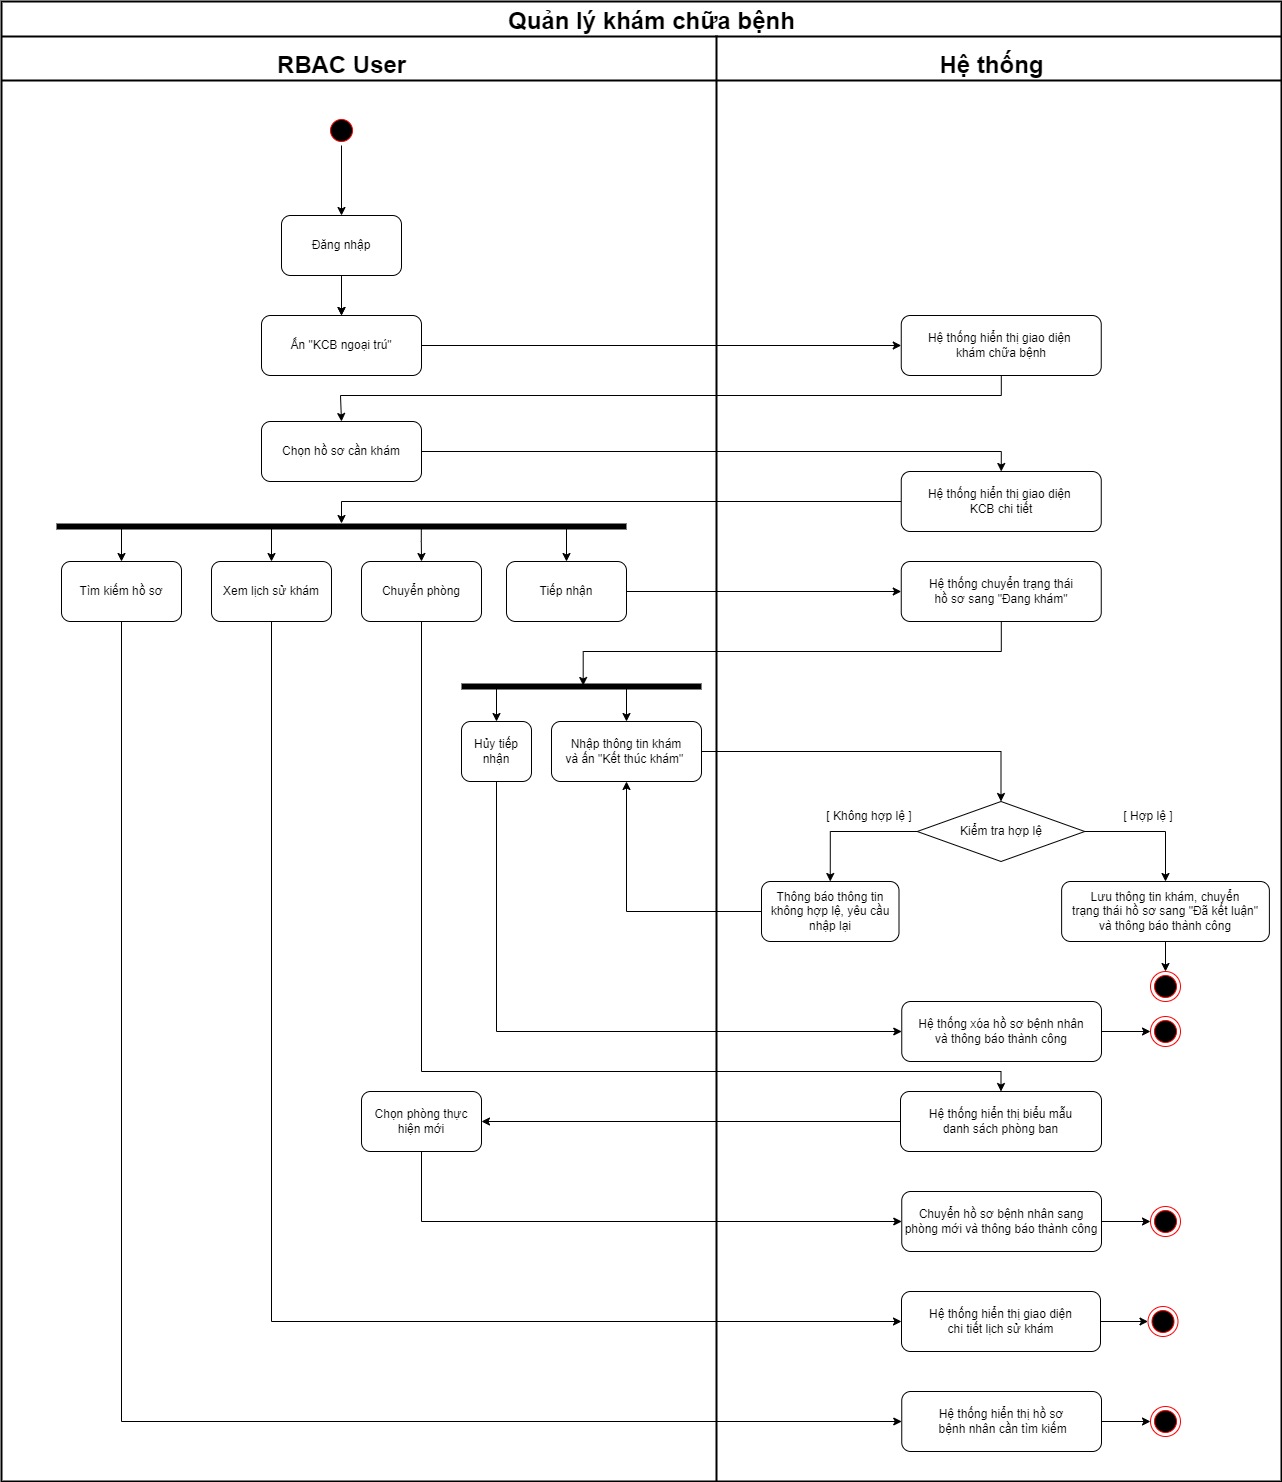 Quản lý khám chữa bệnh
RBAC User
Hệ thống
Đăng nhập
Ấn "KCB ngoại trú"
Hệ thống hiển thị giao diện
khám chữa bệnh
Chọn hồ sơ cần khám
Hệ thống hiển thị giao diện
KCB chi tiết
Tìm kiếm hồ sơ
Xem lịch sử khám
Chuyển phòng
Tiếp nhận
Hệ thống chuyển trạng thái
hồ sơ sang "Đang khám"
Hủy tiếp
nhận
Nhập thông tin khám
và ấn "Kết thúc khám"
[ Không hợp lệ ]
Kiểm tra hợp lệ
[ Hợp lệ ]
Thông báo thông tin
không hợp lệ, yêu cầu
nhập lại
Lưu thông tin khám, chuyển
trạng thái hồ sơ sang "Đã kết luận"
và thông báo thành công
Hệ thống xóa hồ sơ bệnh nhân
và thông báo thành công
Chọn phòng thực
hiện mới
Hệ thống hiển thị biểu mẫu
danh sách phòng ban
Chuyển hồ sơ bệnh nhân sang
phòng mới và thông báo thành công
Hệ thống hiển thị giao diện
chi tiết lịch sử khám
Hệ thống hiển thị hồ sơ
bệnh nhân cần tìm kiếm